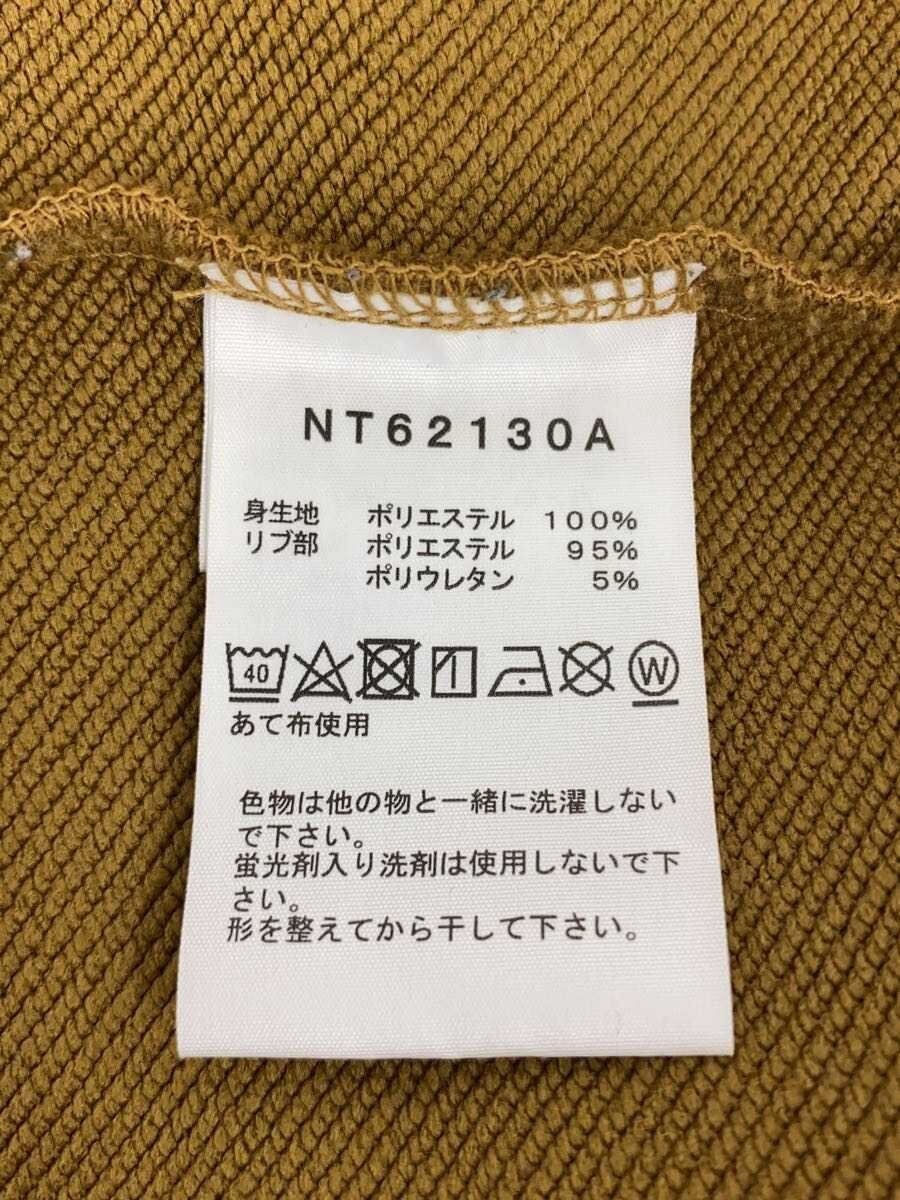 NT62130A
身生地 ポリエステル 100%
リブ部 ポリエステル 95%
ポリウレタン 5%
40 W
あて布使用
色物は他の物と一緒に洗濯しない
で下さい。
蛍光剤入り洗剤は使用しないで下
さい。
形を整えてから干して下さい。